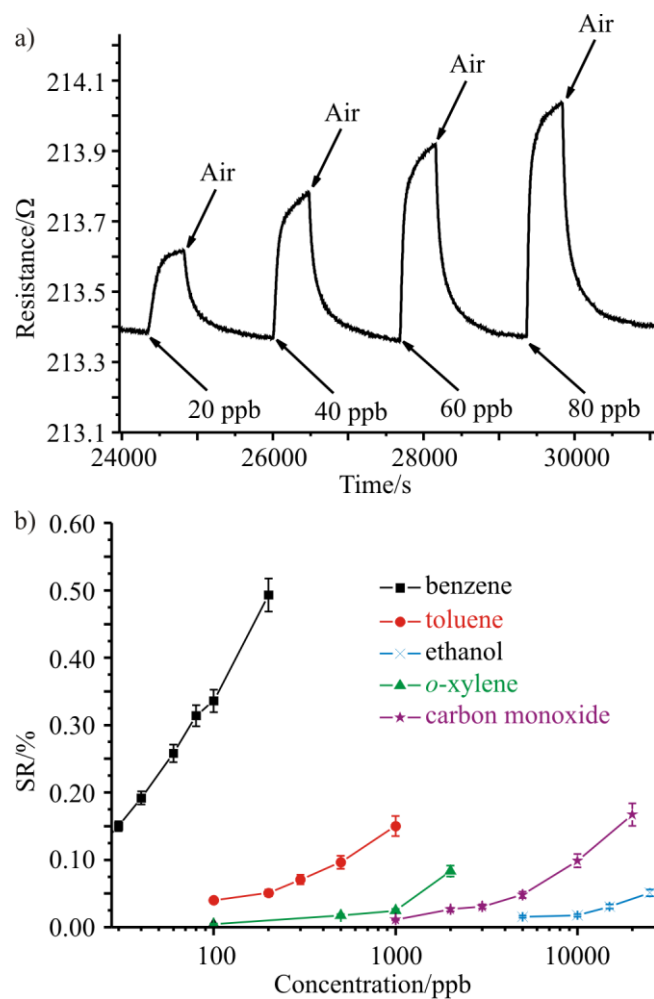 a)
Resistance/Ω
214.1
213.9
213.7
213.5
213.3
213.1
Air
Air
Air
Air
20 ppb
40 ppb
60 ppb
80 ppb
24000 26000 28000 30000
Time/s
b)
SR/%
0.60
0.50
0.40
0.30
0.20
0.10
0.00
benzene
toluene
ethanol
o-xylene
carbon monoxide
100 1000 10000
Concentration/ppb